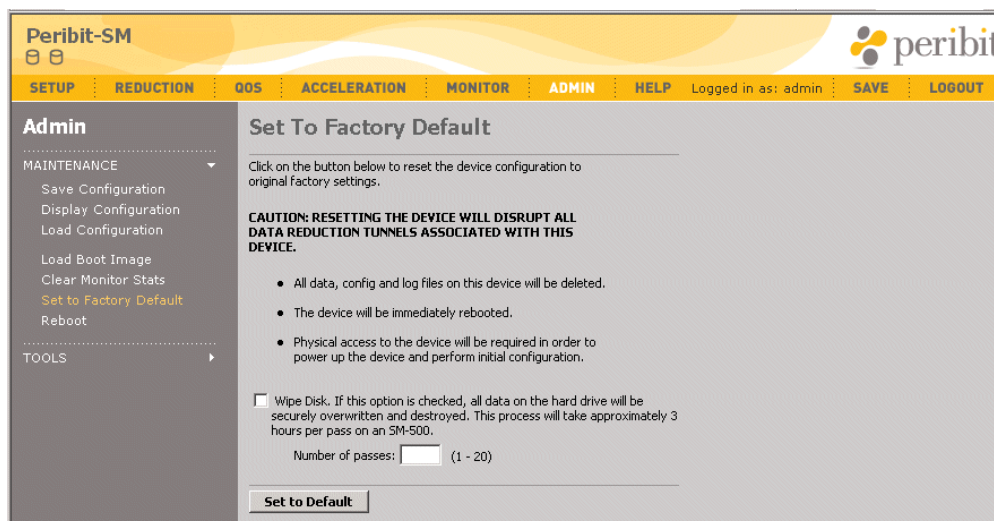 Peribit-SM
peribit
SETUP REDUCTION QOS ACCELERATION MONITOR ADMIN HELP Logged in as: admin SAVE LOGOUT
Admin
MAINTENANCE
Save Configuration
Display Configuration
Load Configuration
Load Boot Image
Clear Monitor Stats
Set to Factory Default
Reboot
TOOLS
Set To Factory Default
Click on the button below to reset the device configuration to
original factory settings.
CAUTION: RESETTING THE DEVICE WILL DISRUPT ALL
DATA REDUCTION TUNNELS ASSOCIATED WITH THIS
DEVICE.
• All data, config and log files on this device will be deleted.
• The device will be immediately rebooted.
• Physical access to the device will be required in order to
power up the device and perform initial configuration.
Wipe Disk. If this option is checked, all data on the hard drive will be
securely overwritten and destroyed. This process will take approximately 3
hours per pass on an SM-500.
Number of passes: (1 - 20)
Set to Default